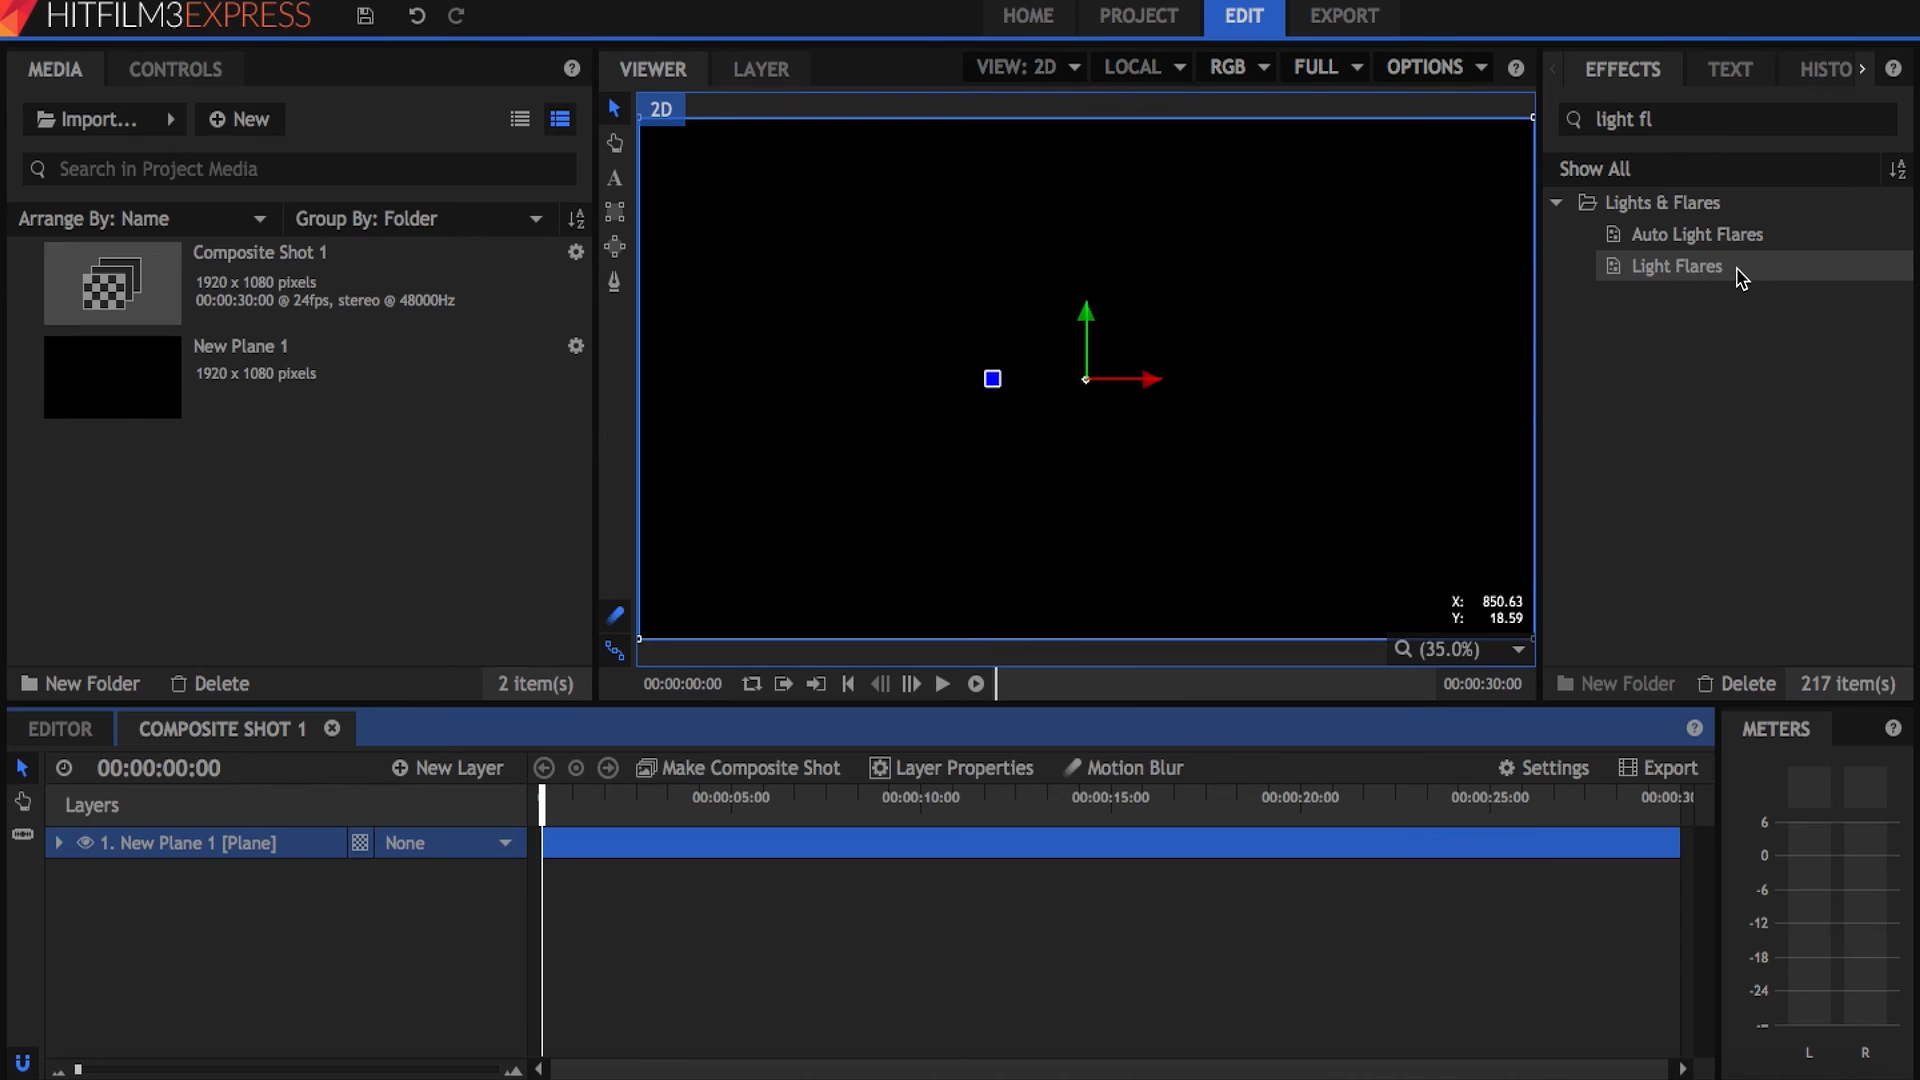 HITFILM3EXPRESS
HOME PROJECT EDIT EXPORT
MEDIA CONTROLS
Import... New
Search in Project Media
Arrange By: Name Group By: Folder
Composite Shot 1
1920 x 1080 pixels
00:00:30:00 @ 24fps, stereo @ 48000Hz
New Plane 1
1920 x 1080 pixels
New Folder Delete 2 item(s)
VIEWER LAYER VIEW: 2D LOCAL RGB FULL OPTIONS
2D
A
X: 850.63
Y: 18.59
(35.0%)
00:00:00:00 00:00:30:00
EFFECTS TEXT HISTO
light fl
Show All
Lights & Flares
Auto Light Flares
Light Flares
New Folder Delete 217 item(s)
EDITOR COMPOSITE SHOT 1
00:00:00:00 New Layer Make Composite Shot Layer Properties Motion Blur Settings Export
Layers 00:00:05:00 00:00:10:00 00:00:15:00 00:00:20:00 00:00:25:00 00:00:30
1. New Plane 1 [Plane] None
METERS
6
0
-6
-12
-18
-24
-∞
L R